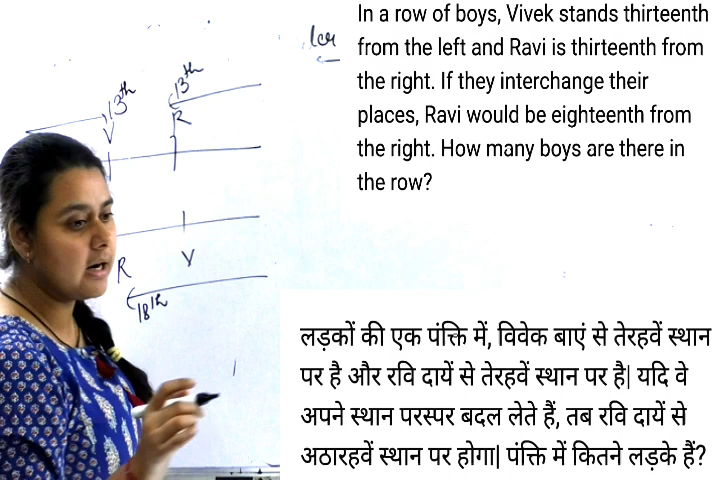 In a row of boys, Vivek stands thirteenth
from the left and Ravi is thirteenth from
the right. If they interchange their
places, Ravi would be eighteenth from
the right. How many boys are there in
the row?
13th
V
13th
R
R
V
18th
लड़कों की एक पंक्ति में, विवेक बाएं से तेरहवें स्थान
पर है और रवि दायें से तेरहवें स्थान पर है| यदि वे
अपने स्थान परस्पर बदल लेते हैं, तब रवि दायें से
अठारहवें स्थान पर होगा| पंक्ति में कितने लड़के हैं?